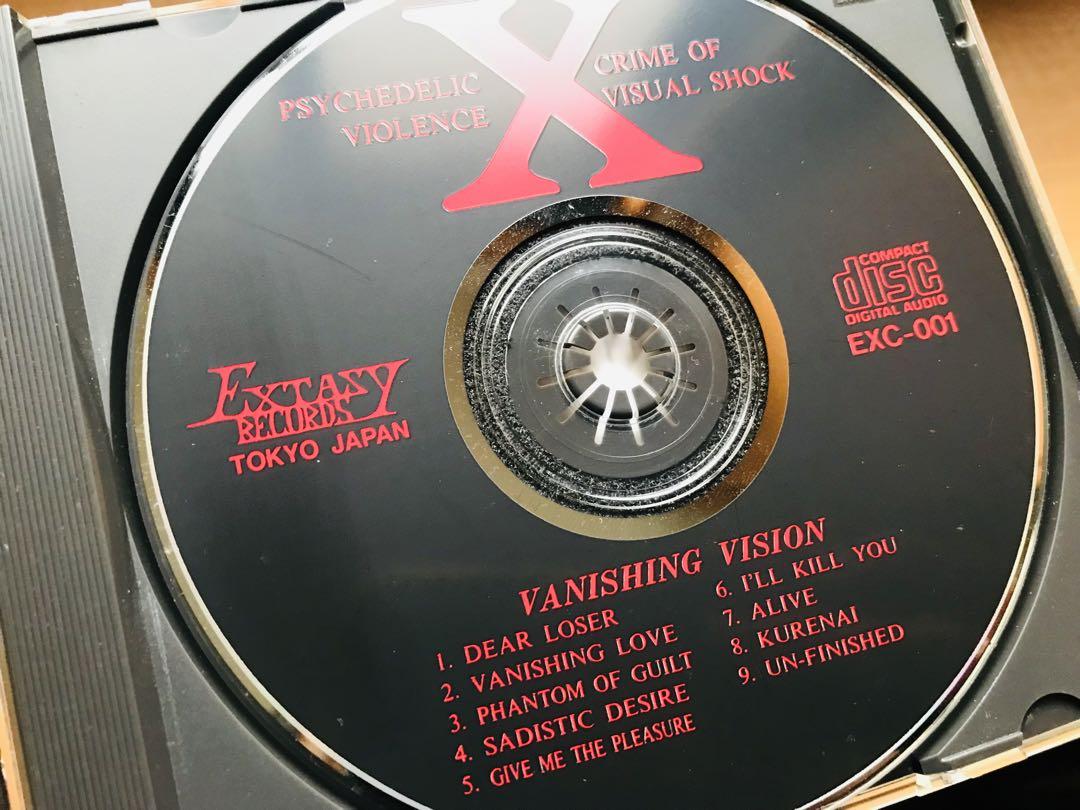 X
PSYCHEDELIC
VIOLENCE
CRIME OF
VISUAL SHOCK
COMPACT
disc
DIGITAL AUDIO
EXC-001
EXTASY
RECORDS
TOKYO JAPAN
VANISHING VISION
1. DEAR LOSER
2. VANISHING LOVE
3. PHANTOM OF GUILT
4. SADISTIC DESIRE
5. GIVE ME THE PLEASURE
6. I'LL KILL YOU
7. ALIVE
8. KURENAI
9. UN-FINISHED